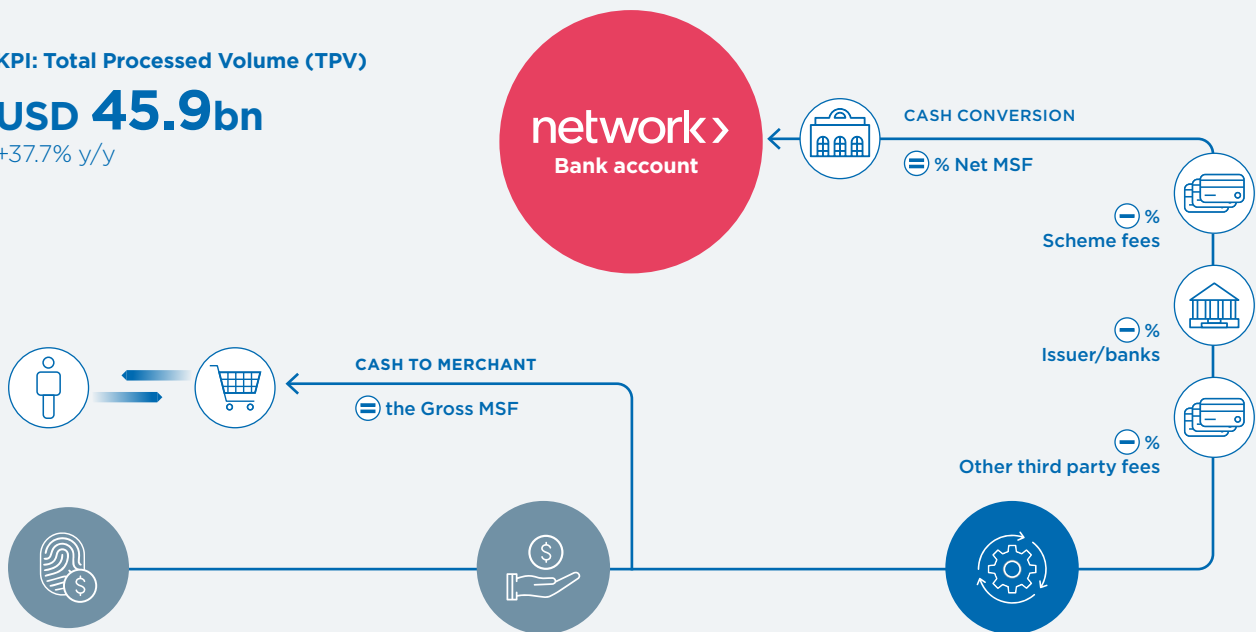 KPI: Total Processed Volume (TPV)
USD 45.9bn
+37.7% y/y
network>
Bank account
CASH CONVERSION
= % Net MSF
− %
Scheme fees
− %
Issuer/banks
− %
Other third party fees
CASH TO MERCHANT
= the Gross MSF
$
$